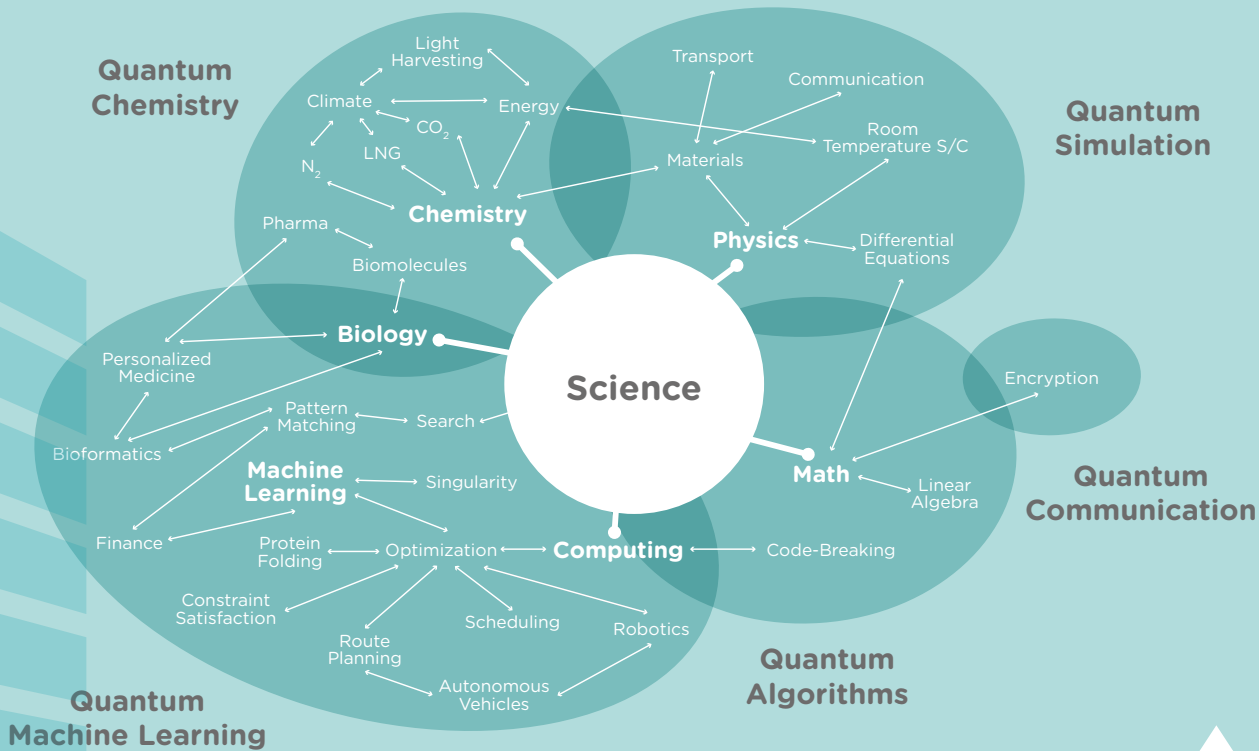 Quantum
Chemistry
Light
Harvesting
Climate
Energy
CO2
LNG
N2
Chemistry
Pharma
Biomolecules
Biology
Transport
Communication
Room
Temperature S/C
Materials
Physics
Differential
Equations
Quantum
Simulation
Science
Personalized
Medicine
Pattern
Matching
Search
Bioformatics
Machine
Learning
Singularity
Finance
Protein
Folding
Optimization
Computing
Code-Breaking
Constraint
Satisfaction
Scheduling
Robotics
Route
Planning
Autonomous
Vehicles
Quantum
Machine Learning
Math
Linear
Algebra
Encryption
Quantum
Communication
Quantum
Algorithms